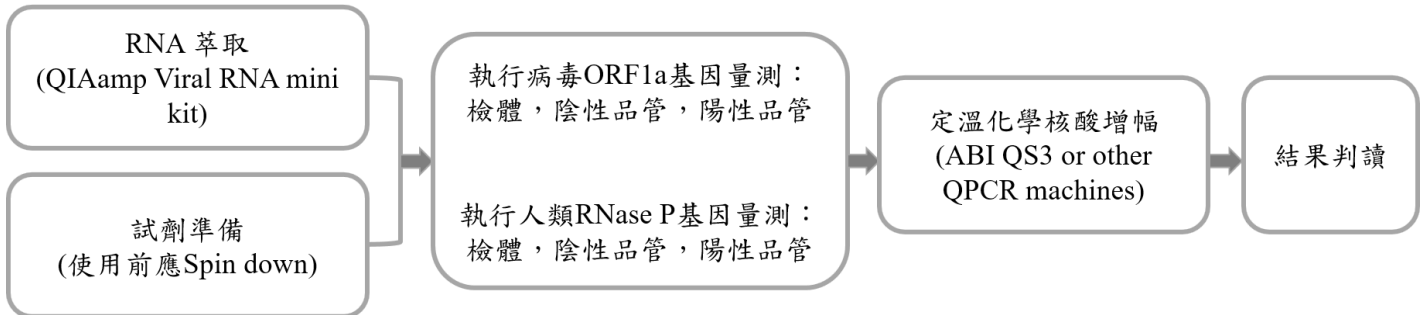 RNA 萃取
(QIAamp Viral RNA mini
kit)
試劑準備
(使用前應Spin down)
執行病毒ORF1a基因量測：
檢體，陰性品管，陽性品管
執行人類RNase P基因量測：
檢體，陰性品管，陽性品管
定溫化學核酸增幅
(ABI QS3 or other
QPCR machines)
結果判讀